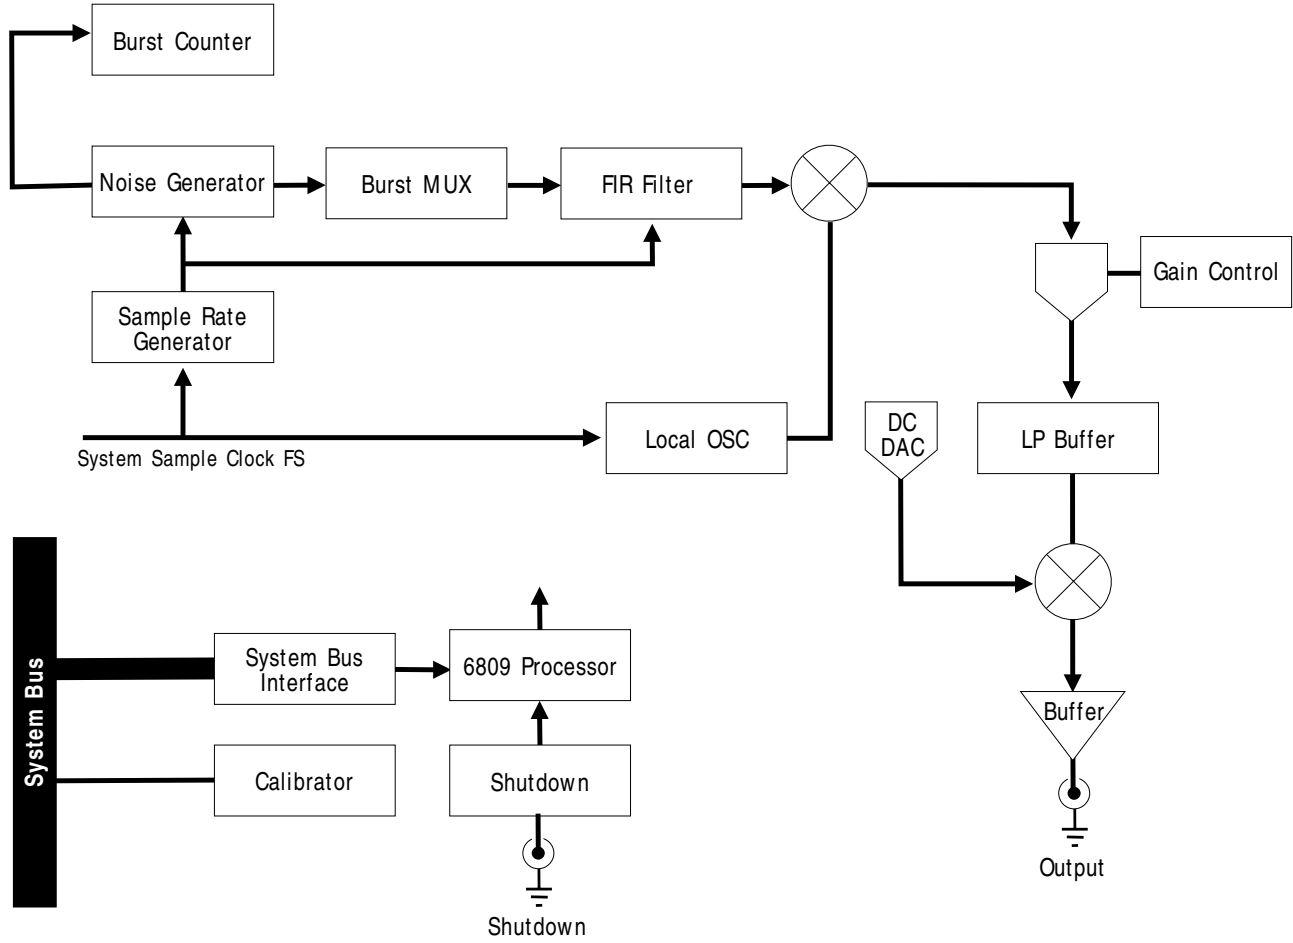 Burst Counter
Noise Generator
Burst MUX
FIR Filter
Gain Control
Sample Rate
Generator
Local OSC
DC
DAC
LP Buffer
System Sample Clock FS
System Bus
System Bus
Interface
6809 Processor
Buffer
Calibrator
Shutdown
Output
Shutdown